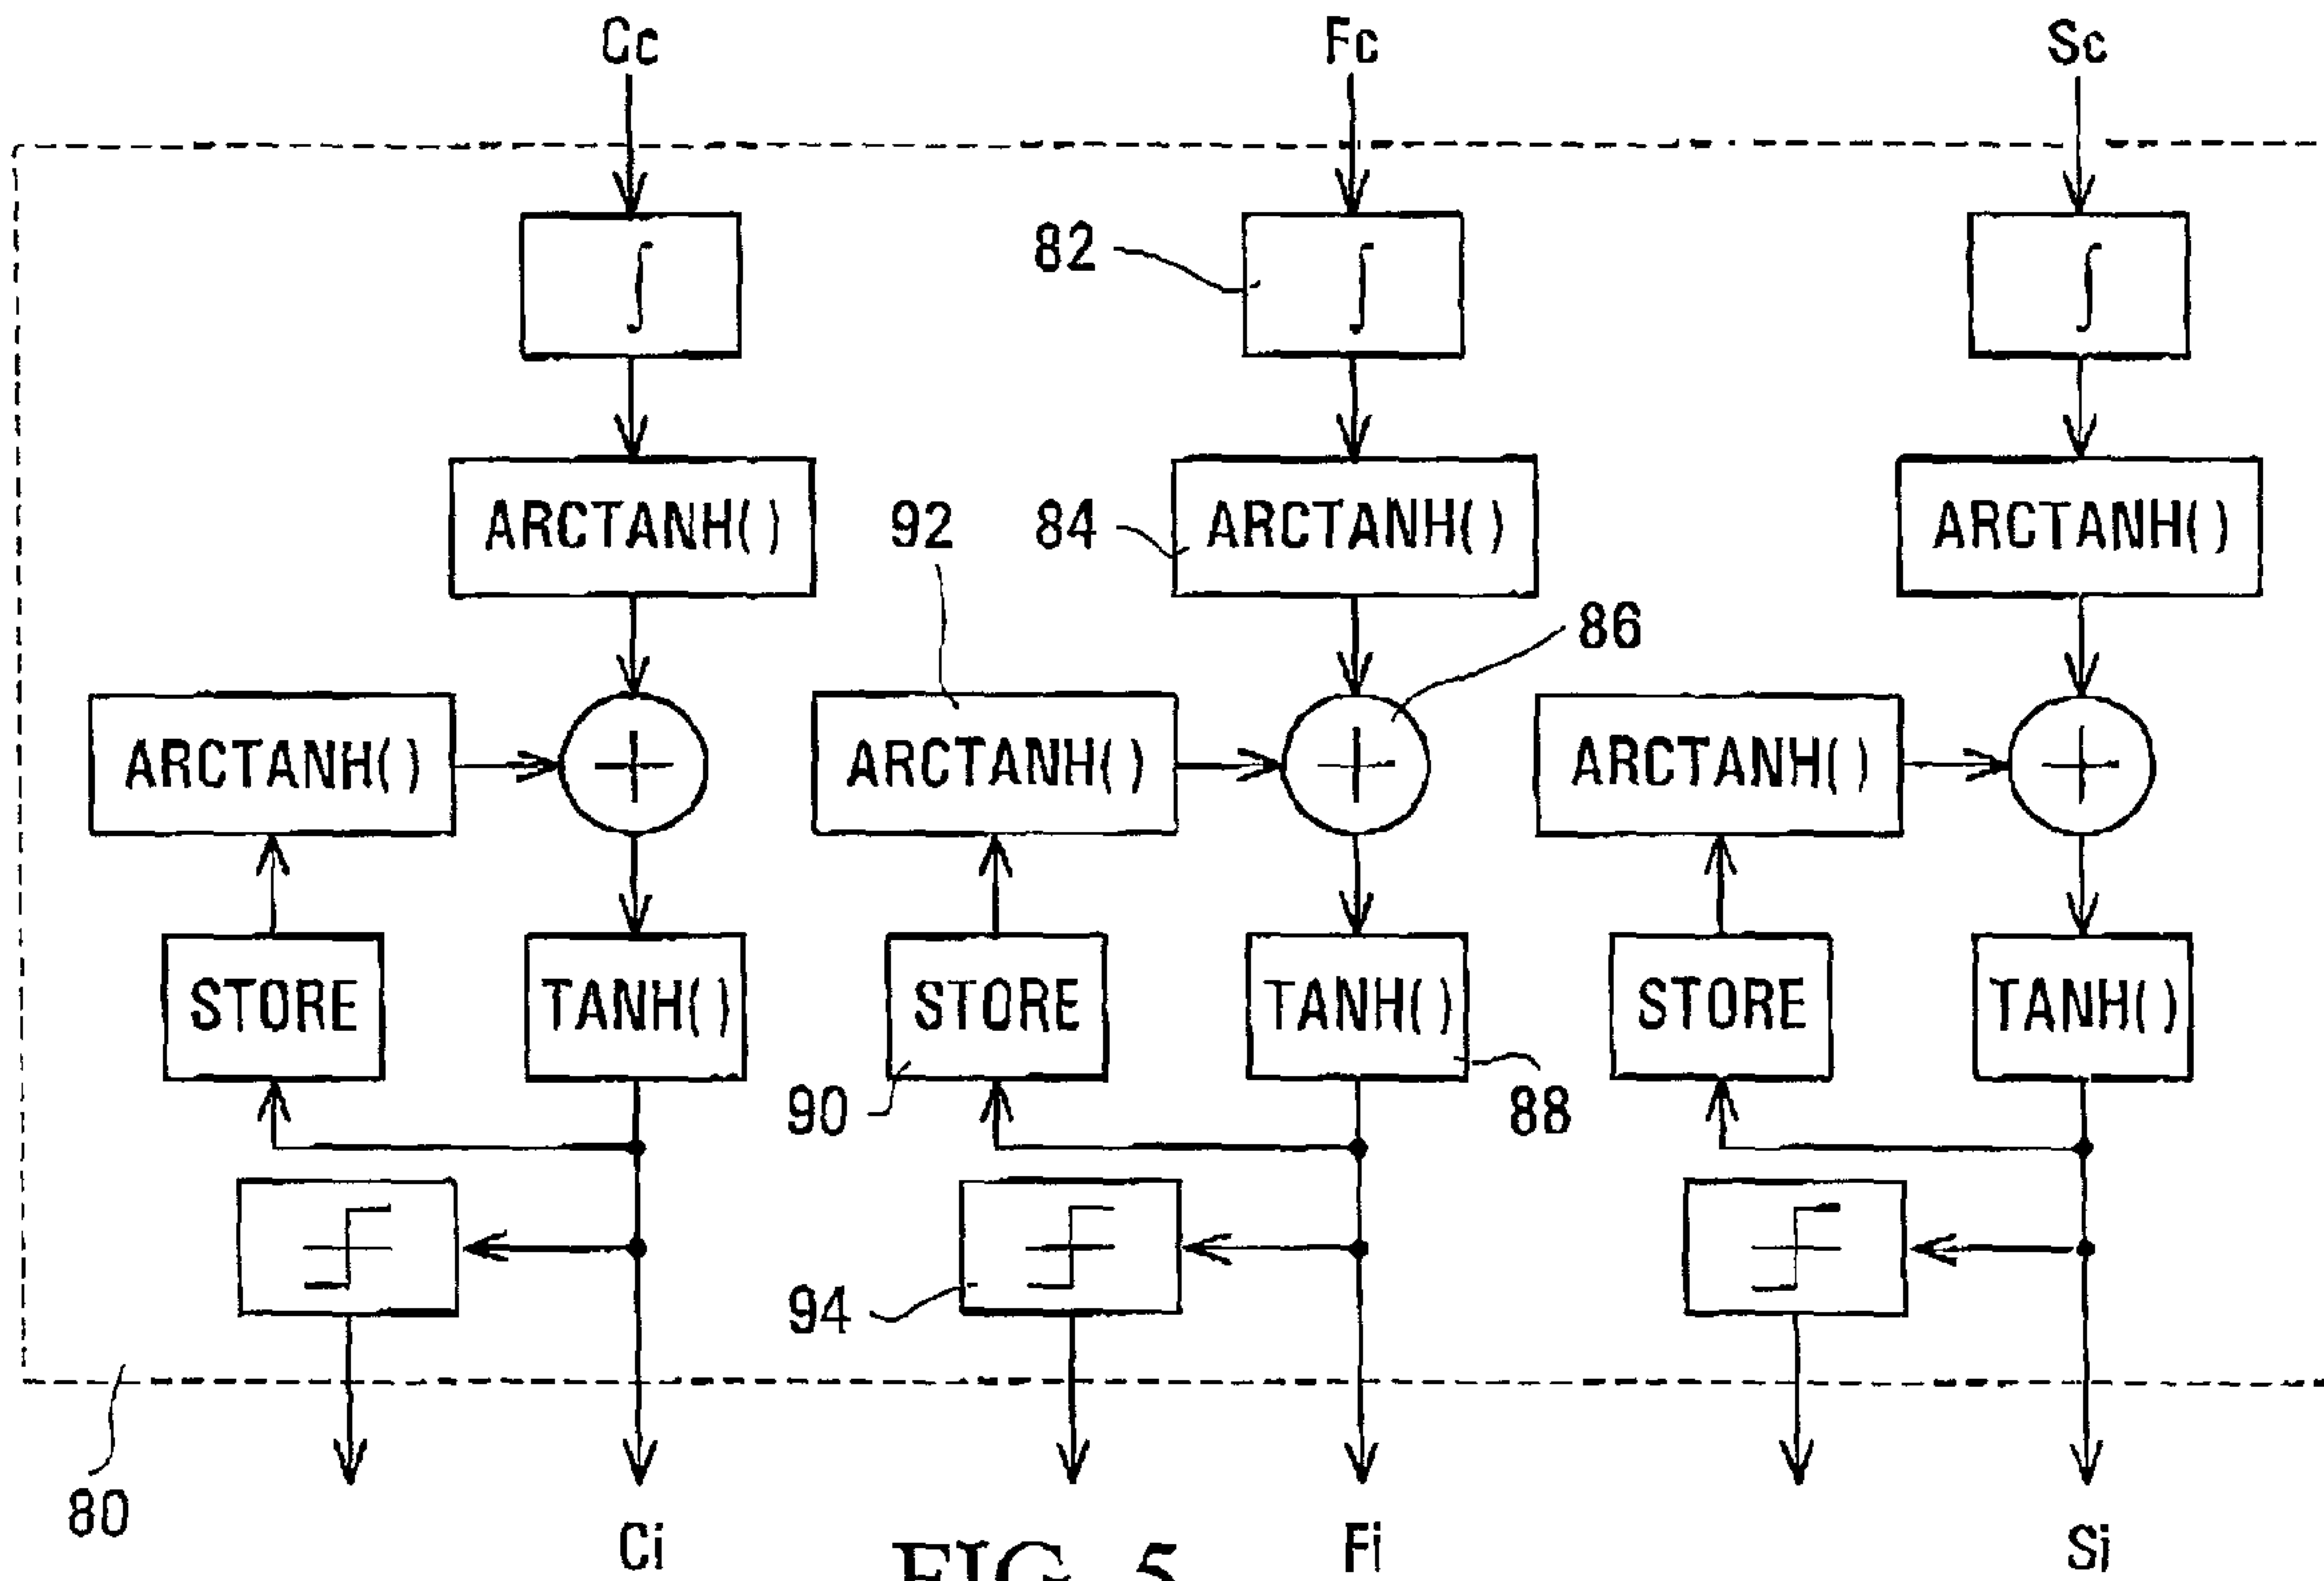 Cc Fc Sc
82 ∫ ∫ ∫
ARCTANH() 92 84 ARCTANH() ARCTANH()
86
ARCTANH() + ARCTANH() + ARCTANH() +
STORE TANH() STORE TANH() STORE TANH()
90 88
94
80
Ci Fi Si
FIG. 5